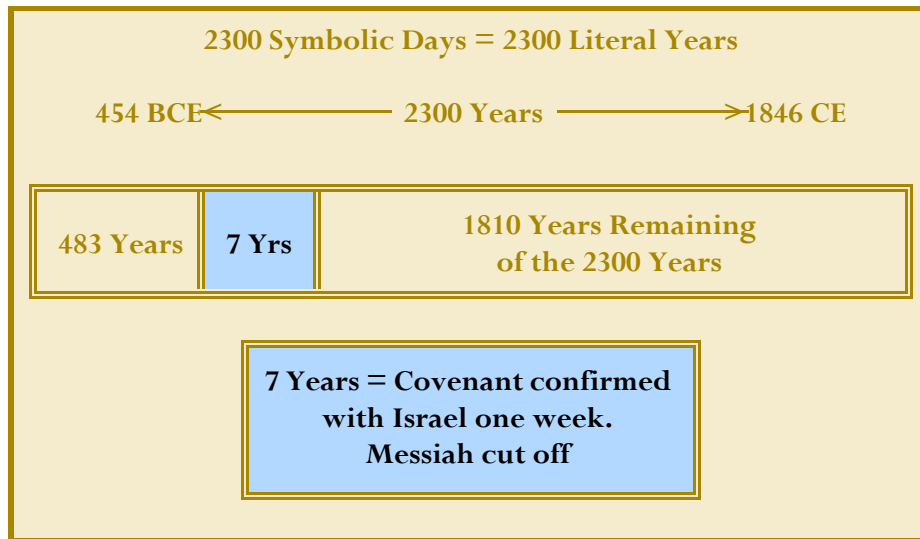 2300 Symbolic Days = 2300 Literal Years
454 BCE 2300 Years 1846 CE
483 Years 7 Yrs 1810 Years Remaining
of the 2300 Years
7 Years = Covenant confirmed
with Israel one week.
Messiah cut off